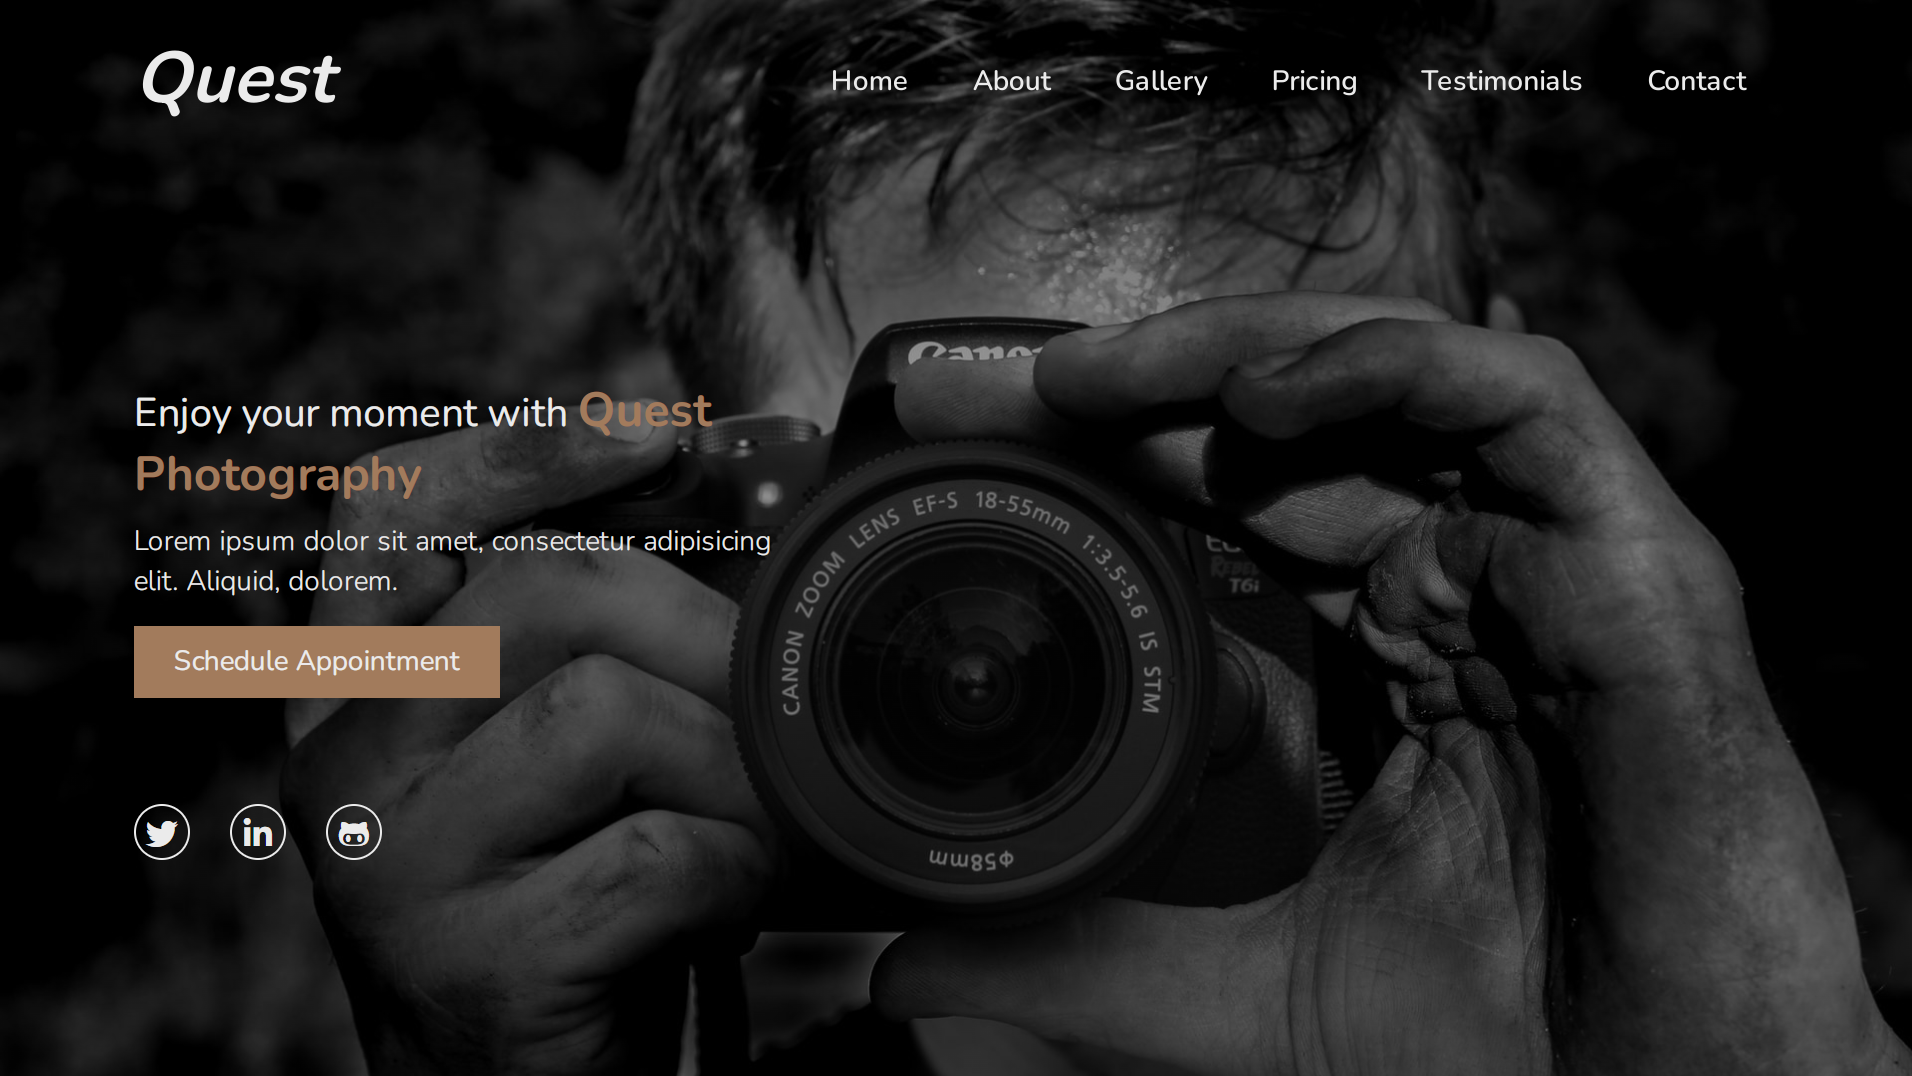 Quest
Home About Gallery Pricing Testimonials Contact
Enjoy your moment with Quest
Photography
Lorem ipsum dolor sit amet, consectetur adipisicing
elit. Aliquid, dolorem.
Schedule Appointment
in
CANON ZOOM LENS EF-S 18-55mm 1:3.5-5.6 IS STM
T6i
ϕ58mm